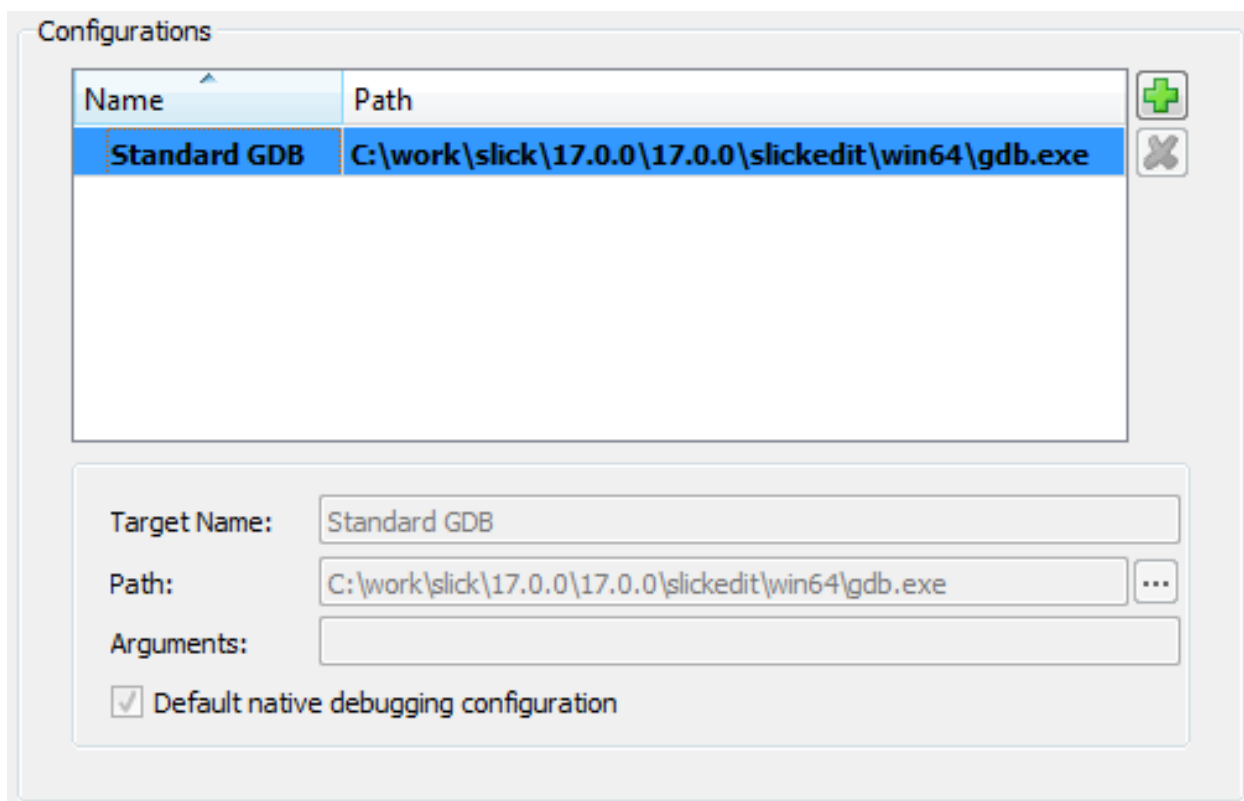 Configurations
Name Path
Standard GDB C:\work\slick\17.0.0\17.0.0\slickedit\win64\gdb.exe
Target Name: Standard GDB
Path: C:\work\slick\17.0.0\17.0.0\slickedit\win64\gdb.exe ...
Arguments:
Default native debugging configuration